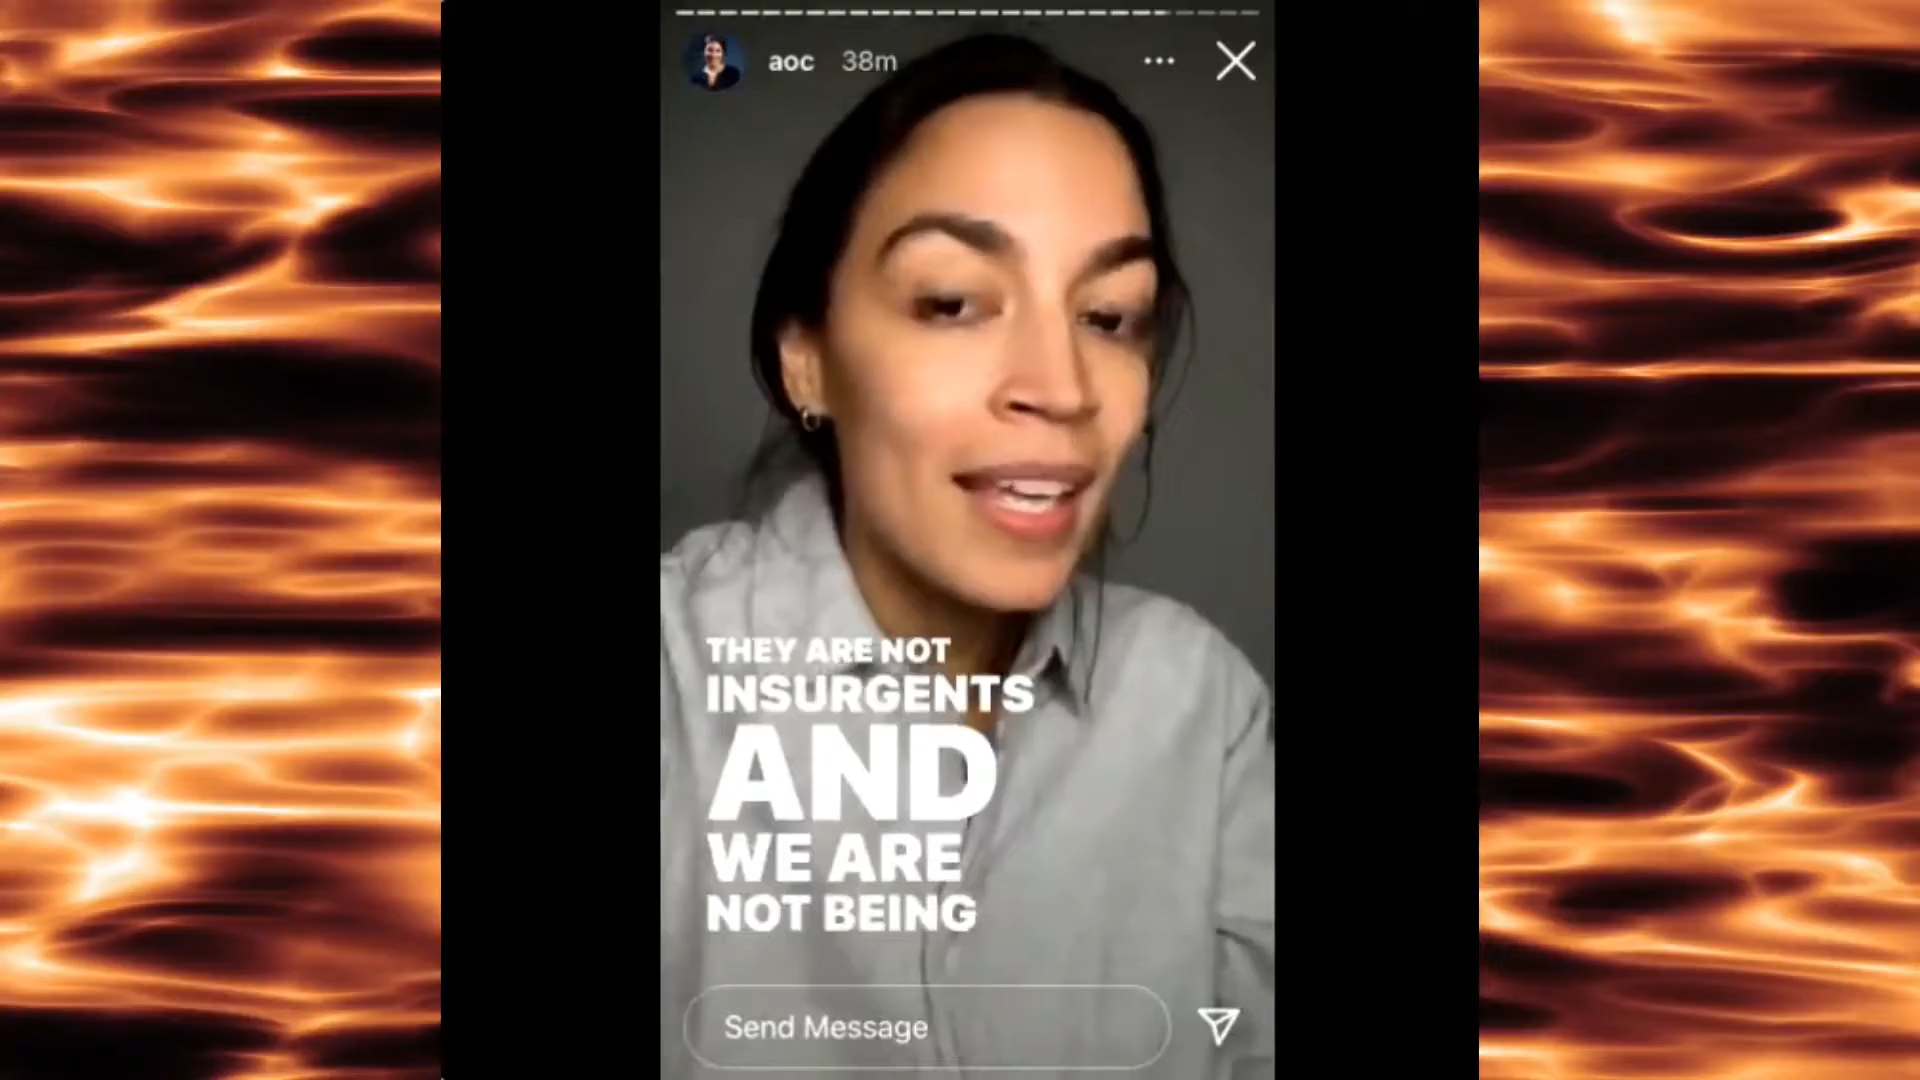 aoc 38m
THEY ARE NOT
INSURGENTS
AND
WE ARE
NOT BEING
Send Message